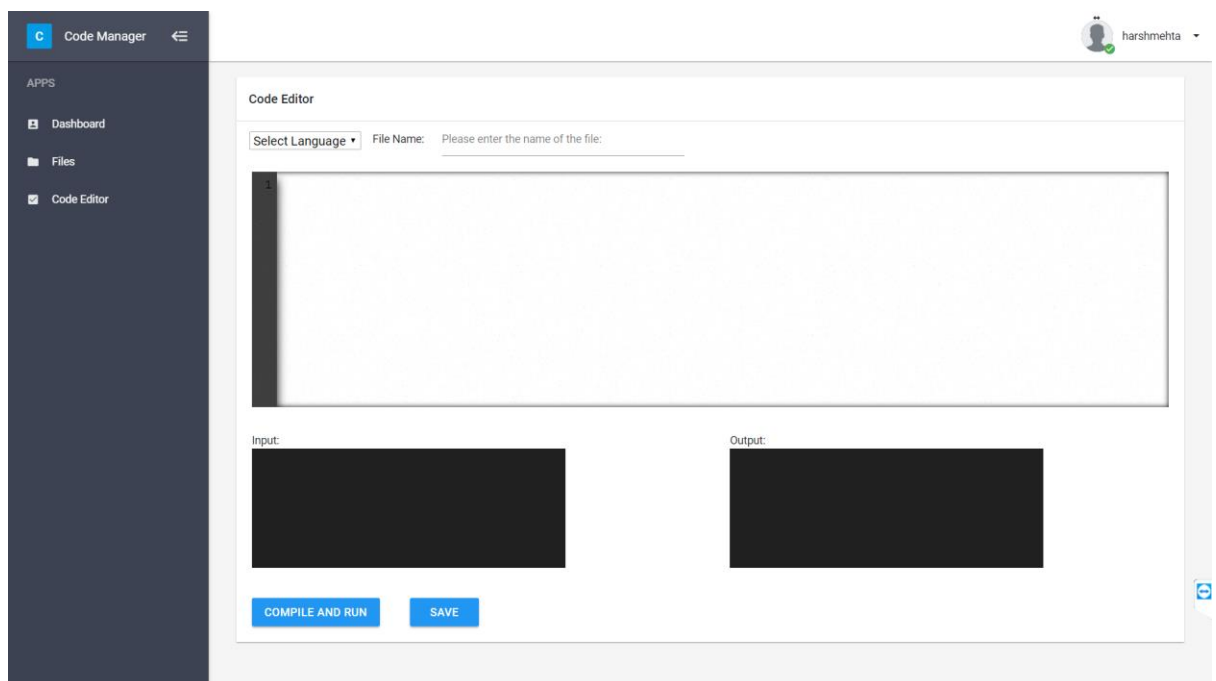 C Code Manager
harshmehta
APPS
Dashboard
Files
Code Editor
Code Editor
Select Language File Name: Please enter the name of the file:
1
Input: Output:
COMPILE AND RUN SAVE